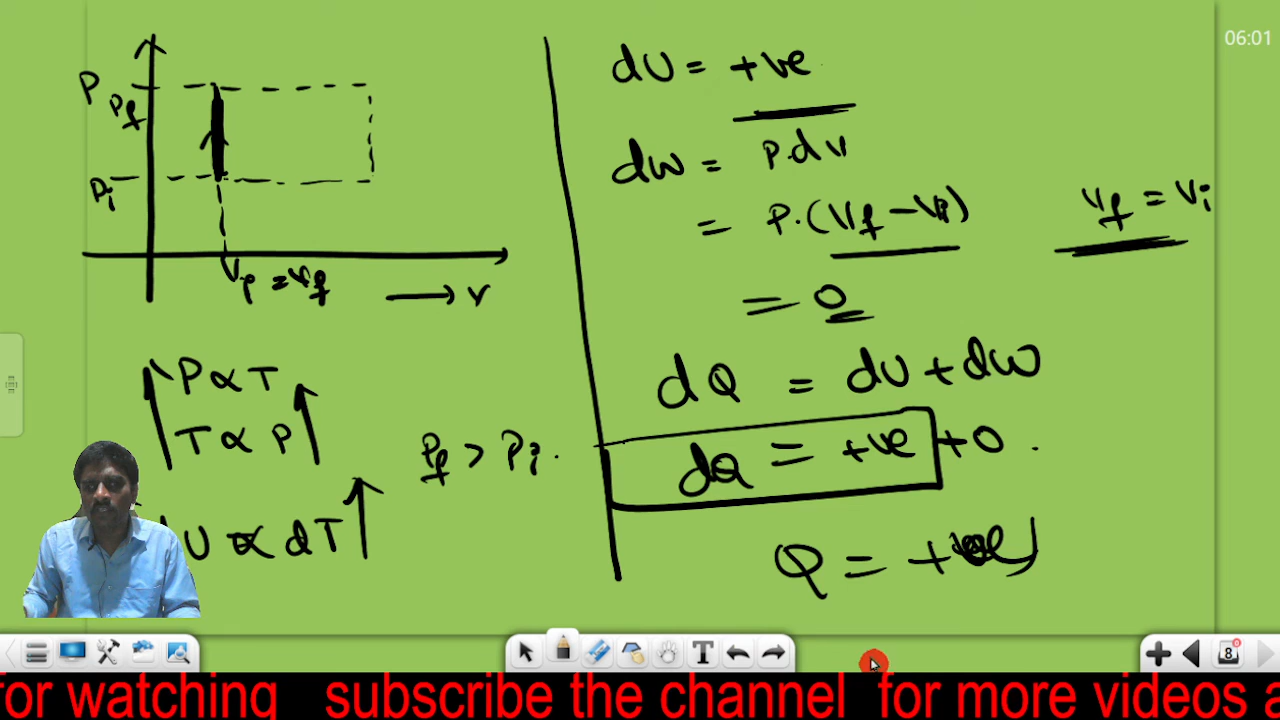 06:01
P
Pf
Pi
Vi = Vf
→ V
P ∝ T
T ∝ P
Pf > Pi.
U ∝ dT
dU = +ve
dW = P.dV
= P.(Vf - Vi)
Vf = Vi
= 0
dQ = dU + dW
dQ = +ve + 0.
Q = +ve
T
8
for watching subscribe the channel for more videos a